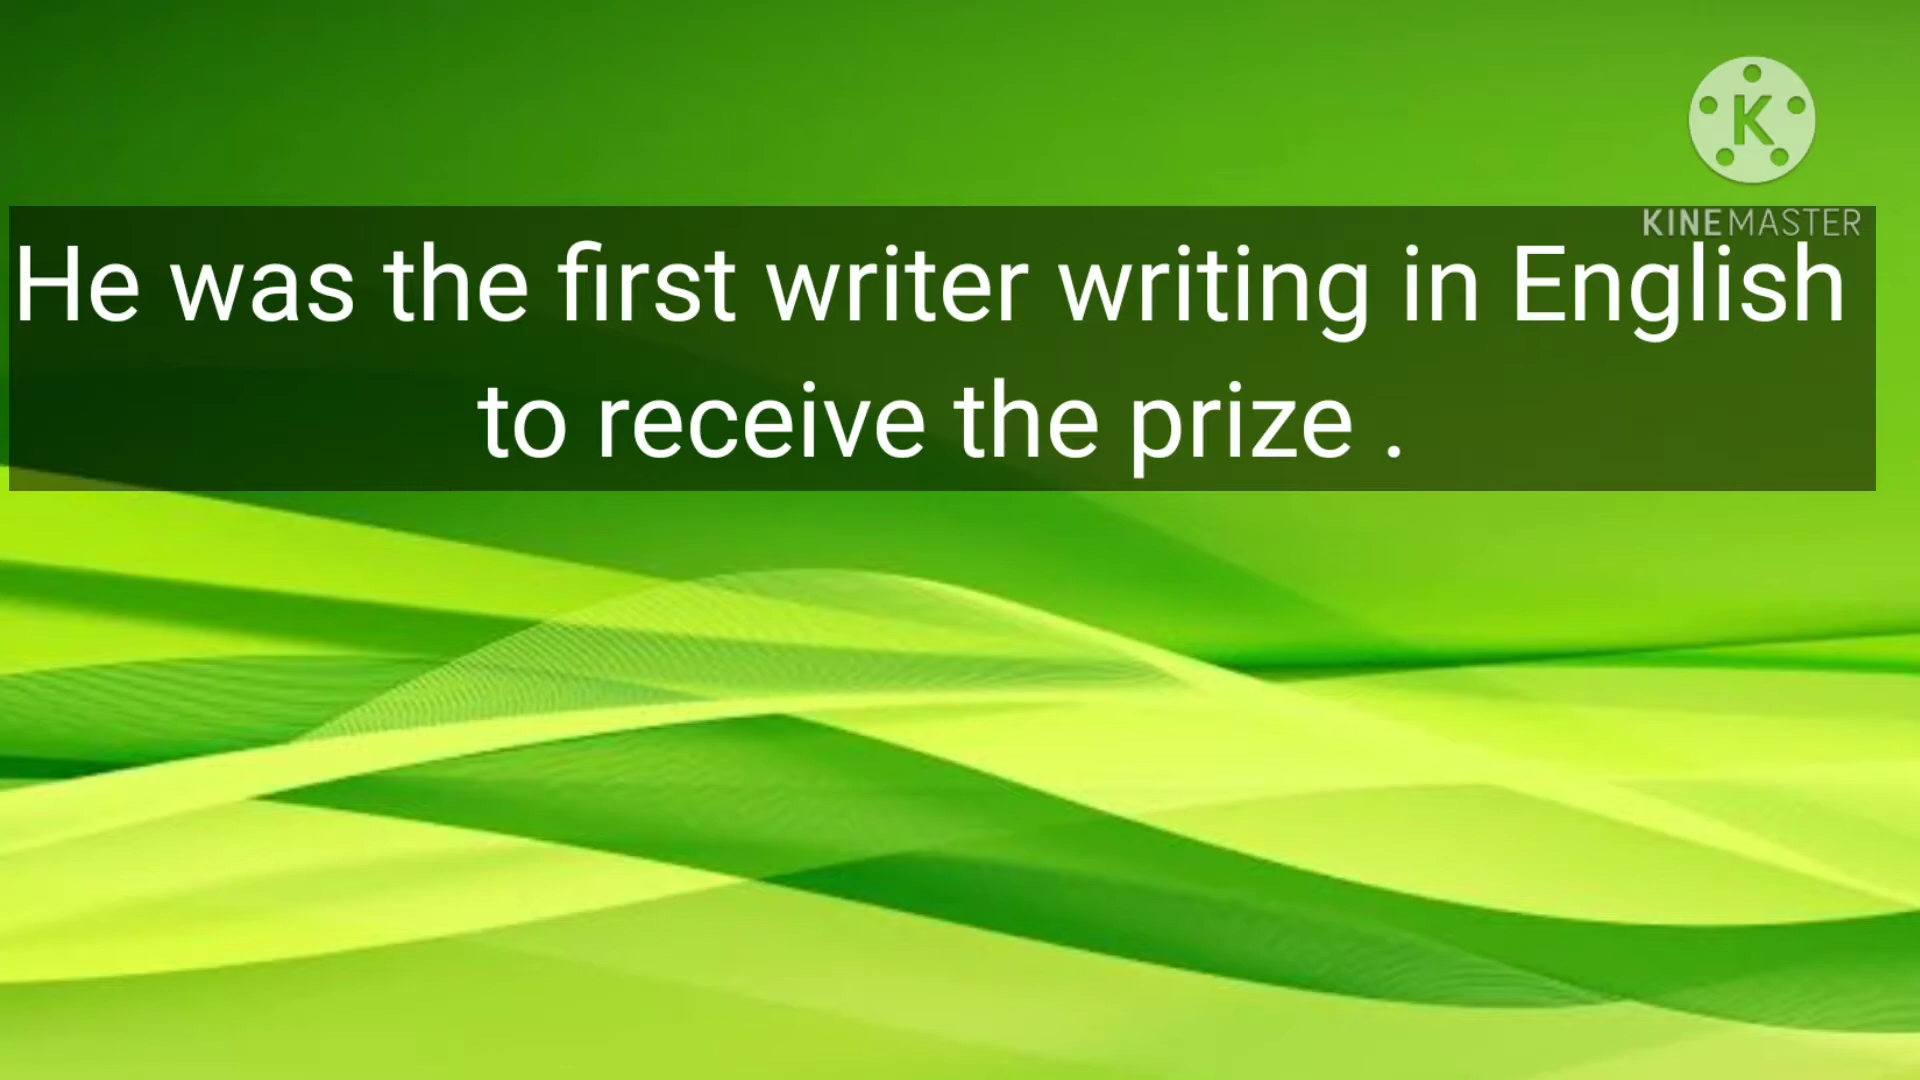 K
KINEMASTER
He was the first writer writing in English
to receive the prize .